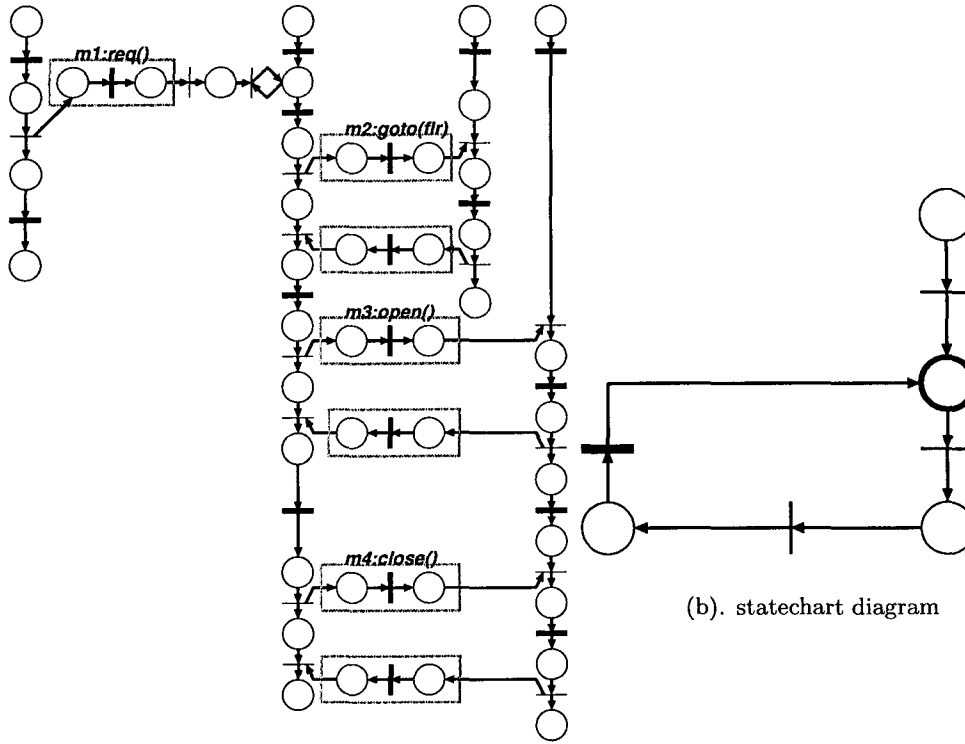 m1:req()
m2:goto(flr)
m3:open()
m4:close()
(b). statechart diagram